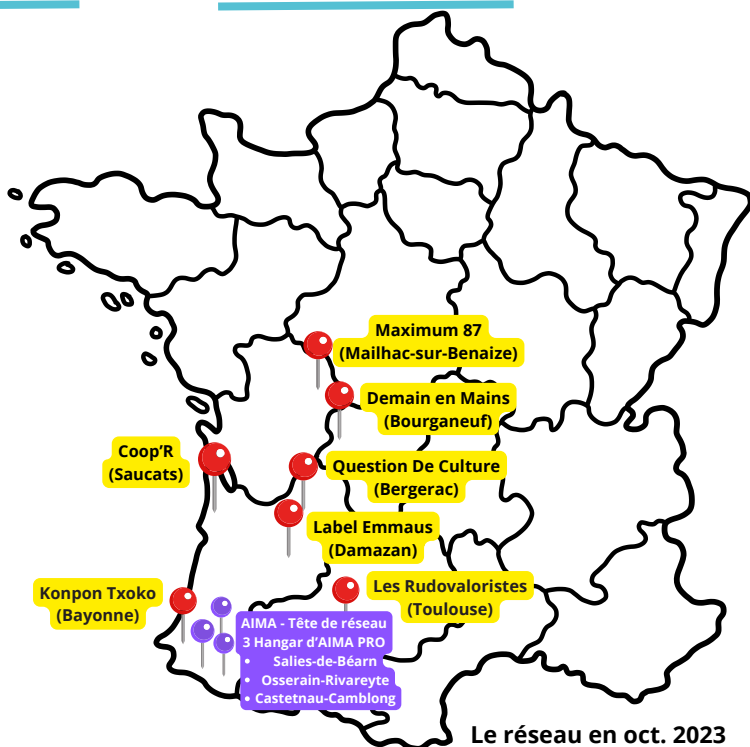 Maximum 87
(Mailhac-sur-Benaize)
Demain en Mains
(Bourganeuf)
Coop'R
(Saucats)
Question De Culture
(Bergerac)
Label Emmaus
(Damazan)
Konpon Txoko
(Bayonne)
Les Rudovaloristes
(Toulouse)
AIMA - Tête de réseau
3 Hangar d'AIMA PRO
• Salies-de-Béarn
• Osserain-Rivareyte
• Castetnau-Camblong
Le réseau en oct. 2023